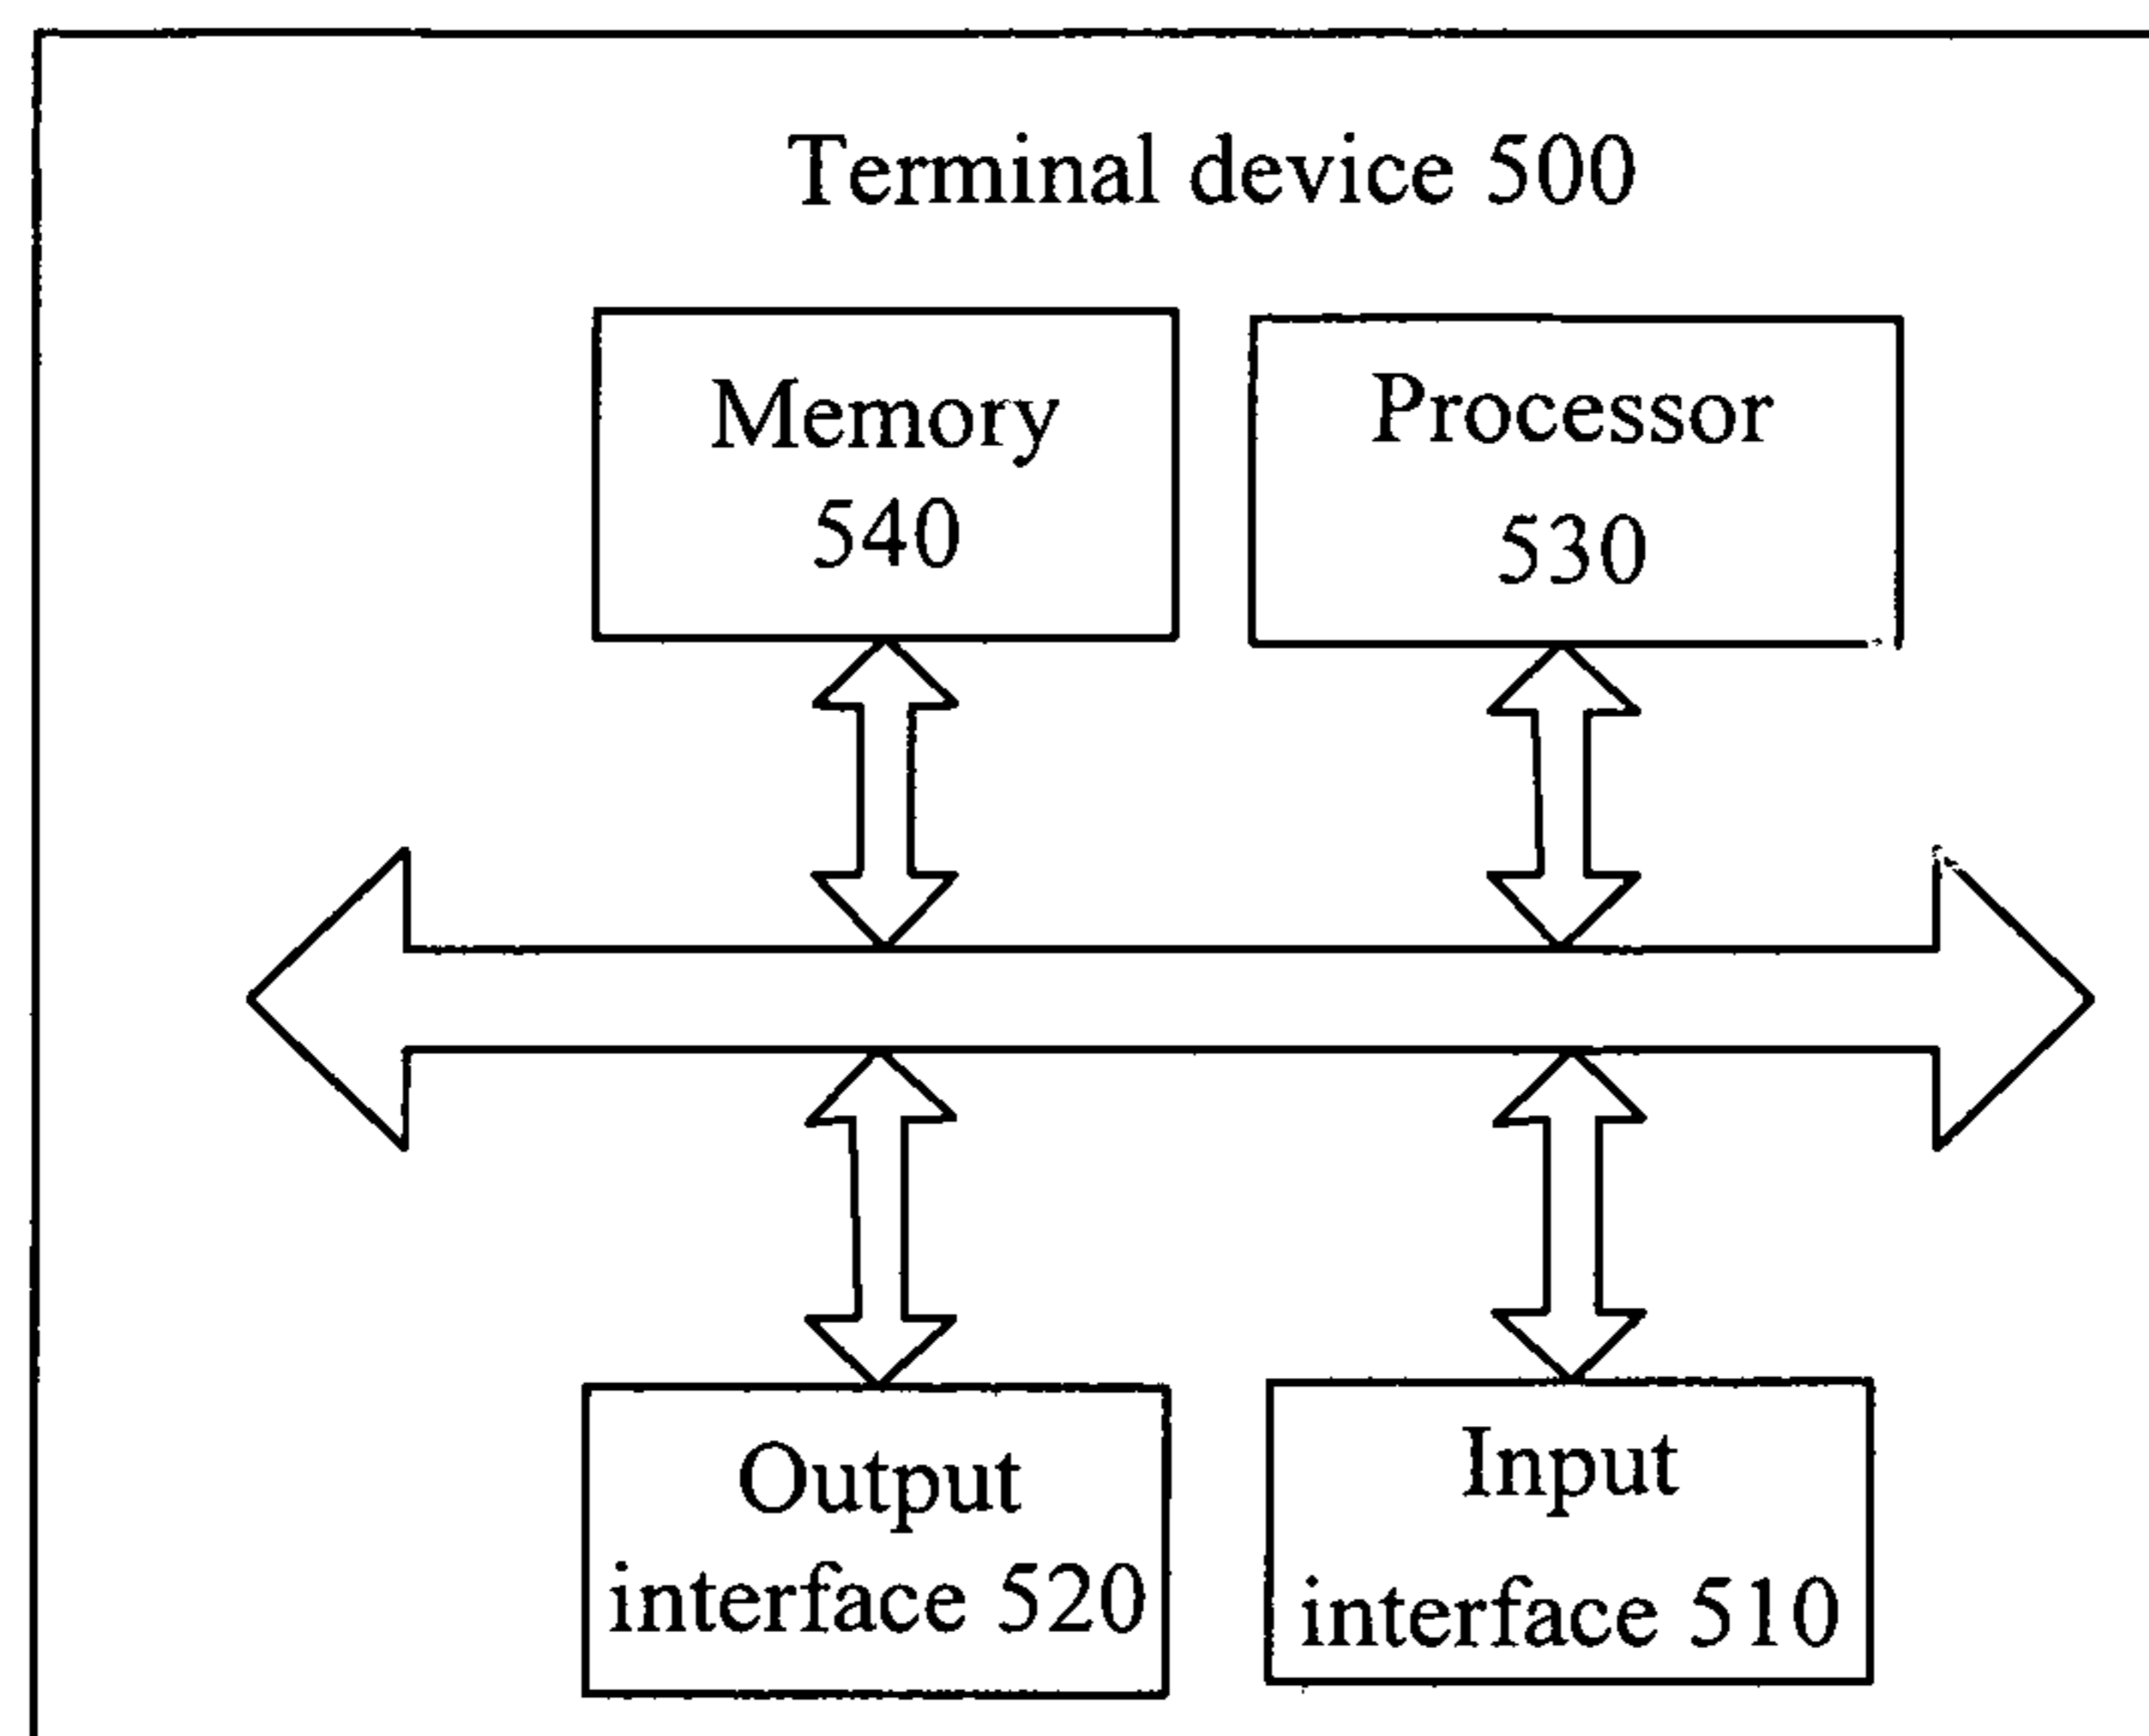 Terminal device 500
Memory
540
Processor
530
Output
interface 520
Input
interface 510